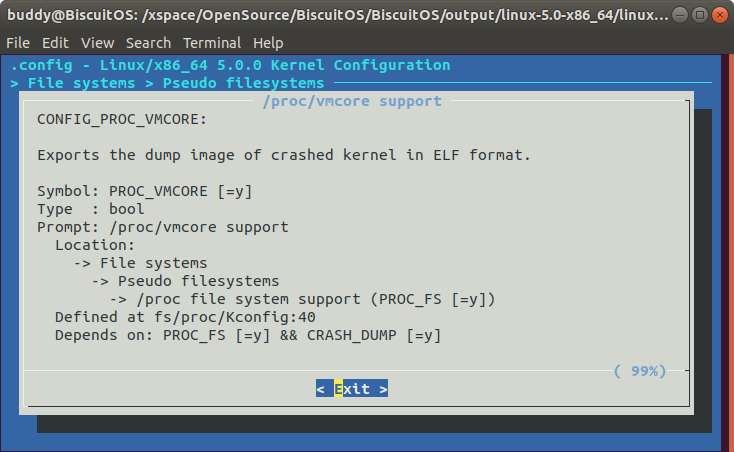 buddy@BiscuitOS: /xspace/OpenSource/BiscuitOS/BiscuitOS/output/linux-5.0-x86_64/linux...
File Edit View Search Terminal Help
.config - Linux/x86_64 5.0.0 Kernel Configuration
> File systems > Pseudo filesystems
/proc/vmcore support
CONFIG_PROC_VMCORE:
Exports the dump image of crashed kernel in ELF format.
Symbol: PROC_VMCORE [=y]
Type  : bool
Prompt: /proc/vmcore support
Location:
-> File systems
-> Pseudo filesystems
-> /proc file system support (PROC_FS [=y])
Defined at fs/proc/Kconfig:40
Depends on: PROC_FS [=y] && CRASH_DUMP [=y]
( 99%)
< Exit >